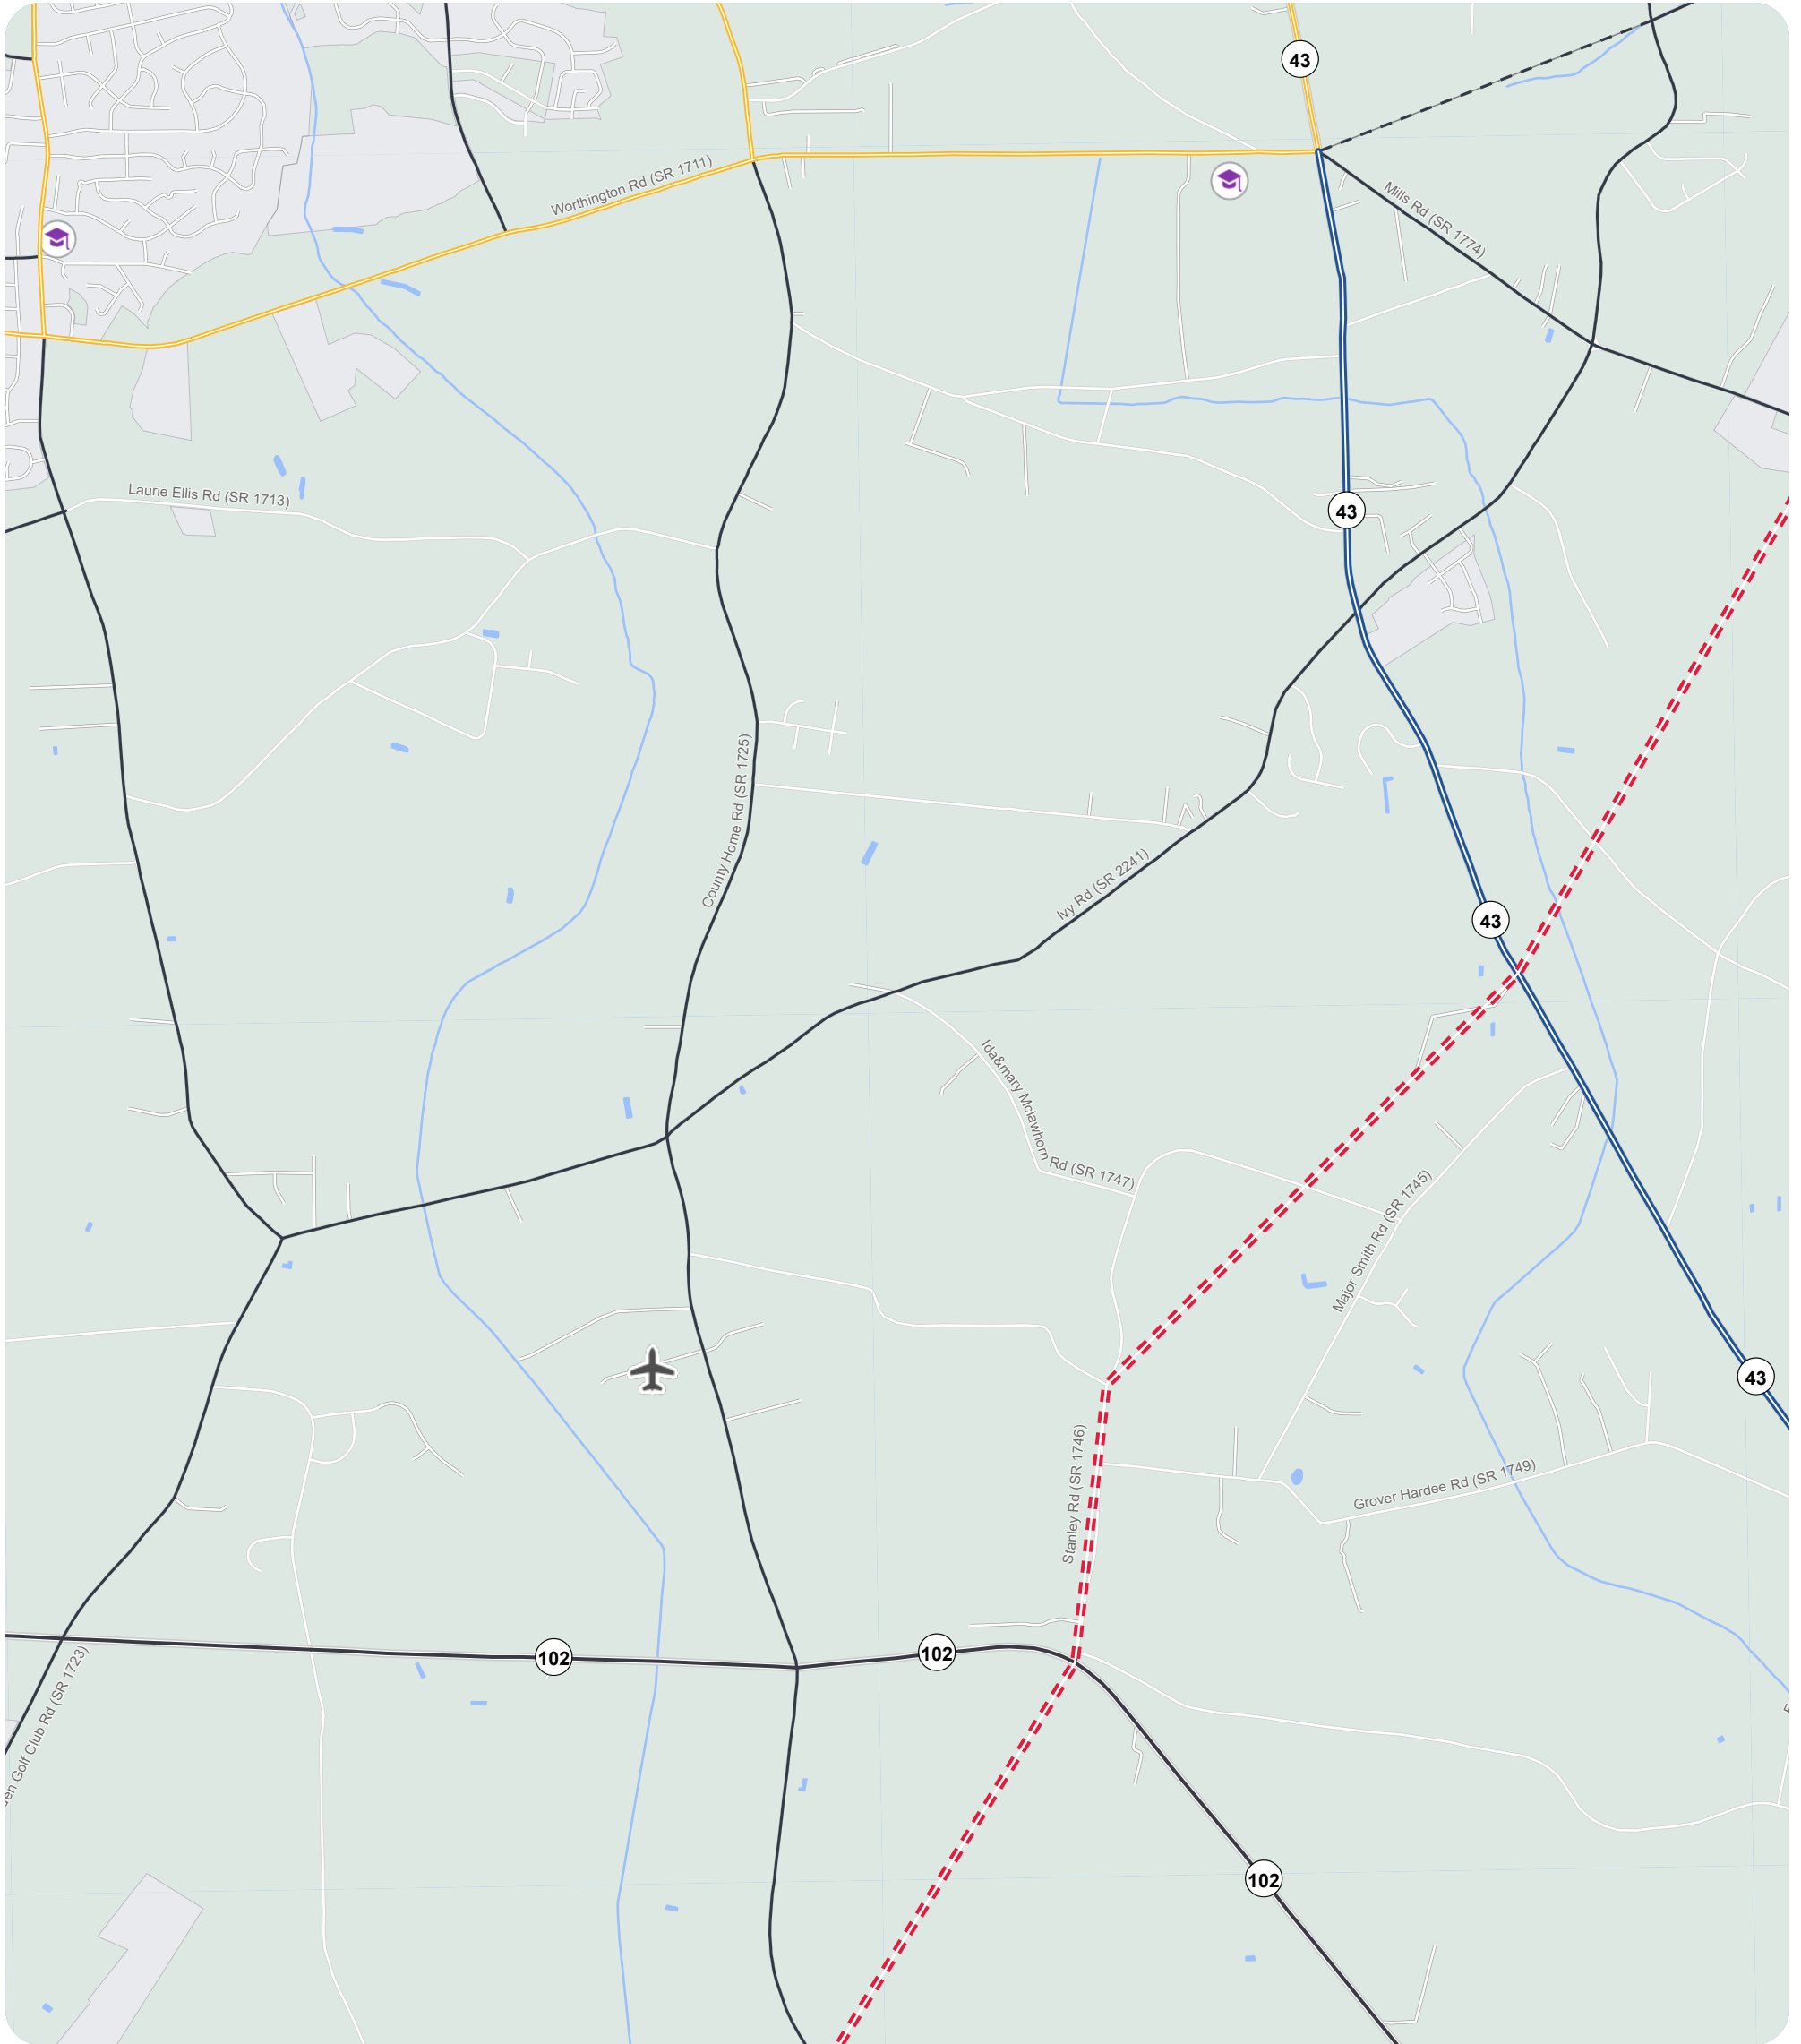 43
Worthington Rd (SR 1711)
Mills Rd (SR 1774)
Laurie Ellis Rd (SR 1713)
43
County Home Rd (SR 1725)
Ivy Rd (SR 2241)
43
Ida&mary Mclawhorn Rd (SR 1747)
Major Smith Rd (SR 1745)
43
Stanley Rd (SR 1746)
Grover Hardee Rd (SR 1749)
102
102
Golf Club Rd (SR 1723)
102